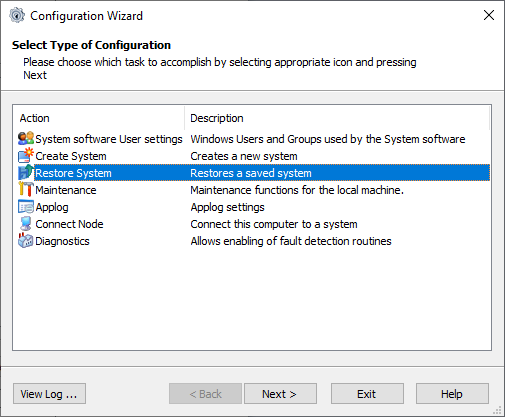 Configuration Wizard
Select Type of Configuration
Please choose which task to accomplish by selecting appropriate icon and pressing
Next
Action Description
System software User settings Windows Users and Groups used by the System software
Create System Creates a new system
Restore System Restores a saved system
Maintenance Maintenance functions for the local machine.
Applog Applog settings
Connect Node Connect this computer to a system
Diagnostics Allows enabling of fault detection routines
View Log ... < Back Next > Exit Help